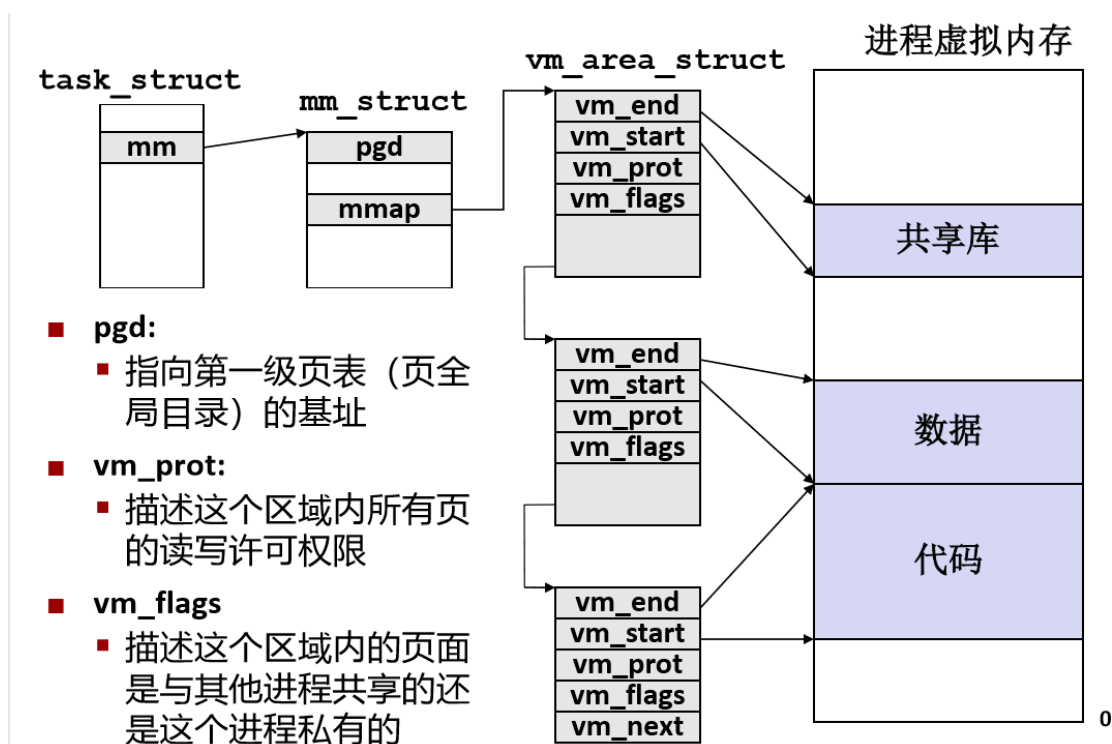 进程虚拟内存
task_struct
mm
mm_struct
pgd
mmap
vm_area_struct
vm_end
vm_start
vm_prot
vm_flags
vm_end
vm_start
vm_prot
vm_flags
vm_end
vm_start
vm_prot
vm_flags
vm_next
共享库
数据
代码
0
pgd:
指向第一级页表（页全
局目录）的基址
vm_prot:
描述这个区域内所有页
的读写许可权限
vm_flags
描述这个区域内的页面
是与其他进程共享的还
是这个进程私有的